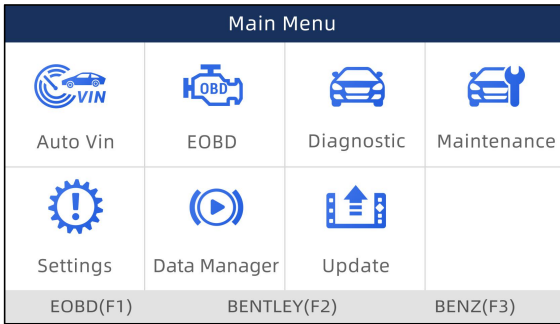 Main Menu
VIN
OBD
Auto Vin
EOBD
Diagnostic
Maintenance
Settings
Data Manager
Update
EOBD(F1)
BENTLEY(F2)
BENZ(F3)